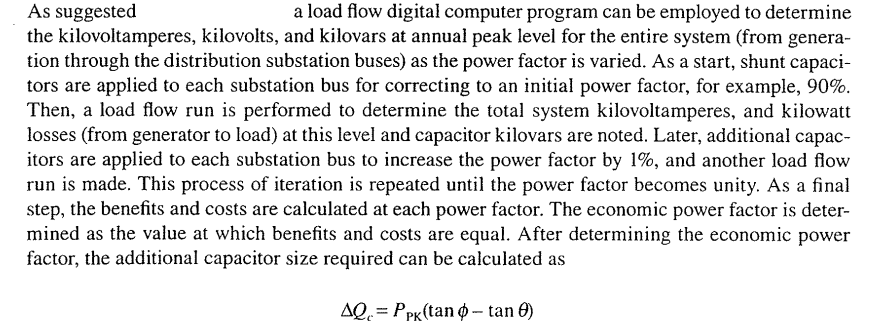 As suggested a load flow digital computer program can be employed to determine
the kilovoltamperes, kilovolts, and kilovars at annual peak level for the entire system (from genera-
tion through the distribution substation buses) as the power factor is varied. As a start, shunt capaci-
tors are applied to each substation bus for correcting to an initial power factor, for example, 90%.
Then, a load flow run is performed to determine the total system kilovoltamperes, and kilowatt
losses (from generator to load) at this level and capacitor kilovars are noted. Later, additional capac-
itors are applied to each substation bus to increase the power factor by 1%, and another load flow
run is made. This process of iteration is repeated until the power factor becomes unity. As a final
step, the benefits and costs are calculated at each power factor. The economic power factor is deter-
mined as the value at which benefits and costs are equal. After determining the economic power
factor, the additional capacitor size required can be calculated as
ΔQc = PPK(tan ϕ – tan θ)